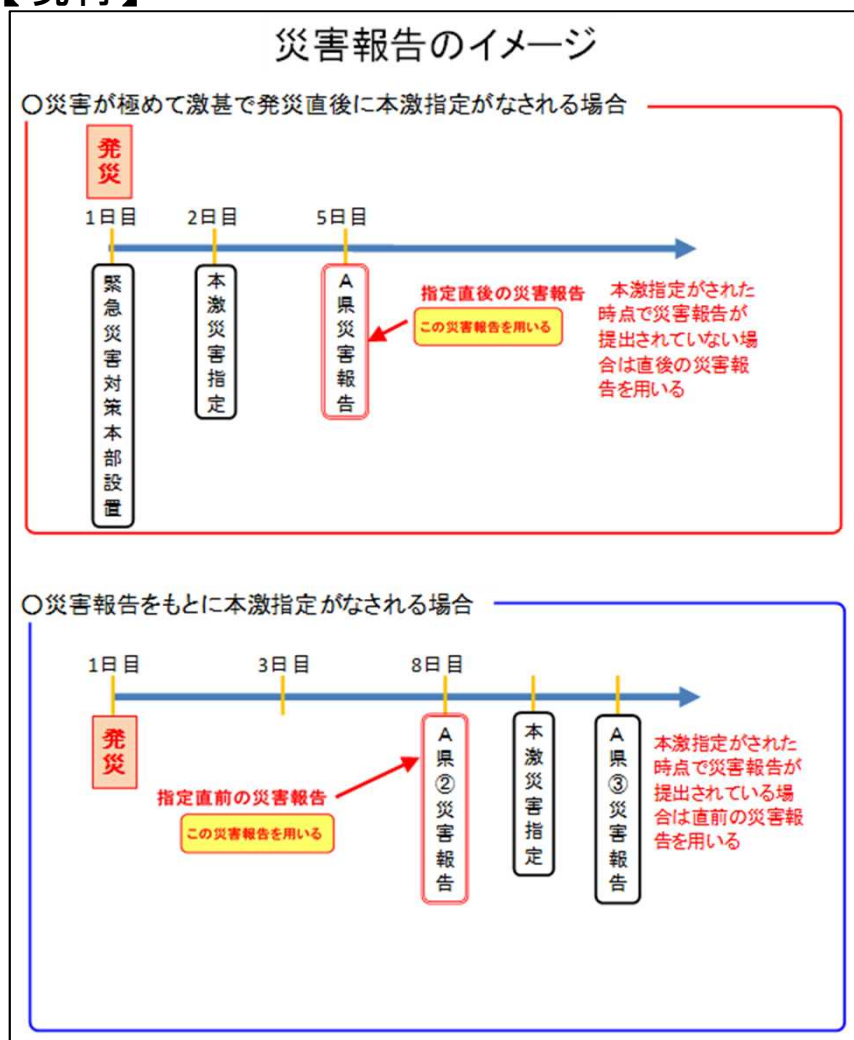 災害報告のイメージ
〇災害が極めて激甚で発災直後に本激指定がなされる場合
発災
1日目
2日目
5日目
緊急災害対策本部設置
本激災害指定
A県災害報告
指定直後の災害報告
この災害報告を用いる
本激指定がされた
時点で災害報告が
提出されていない場
合は直後の災害報
告を用いる
〇災害報告をもとに本激指定がなされる場合
1日目
3日目
8日目
発災
指定直前の災害報告
この災害報告を用いる
A県②災害報告
本激災害指定
A県③災害報告
本激指定がされた
時点で災害報告が
提出されている場
合は直前の災害報
告を用いる